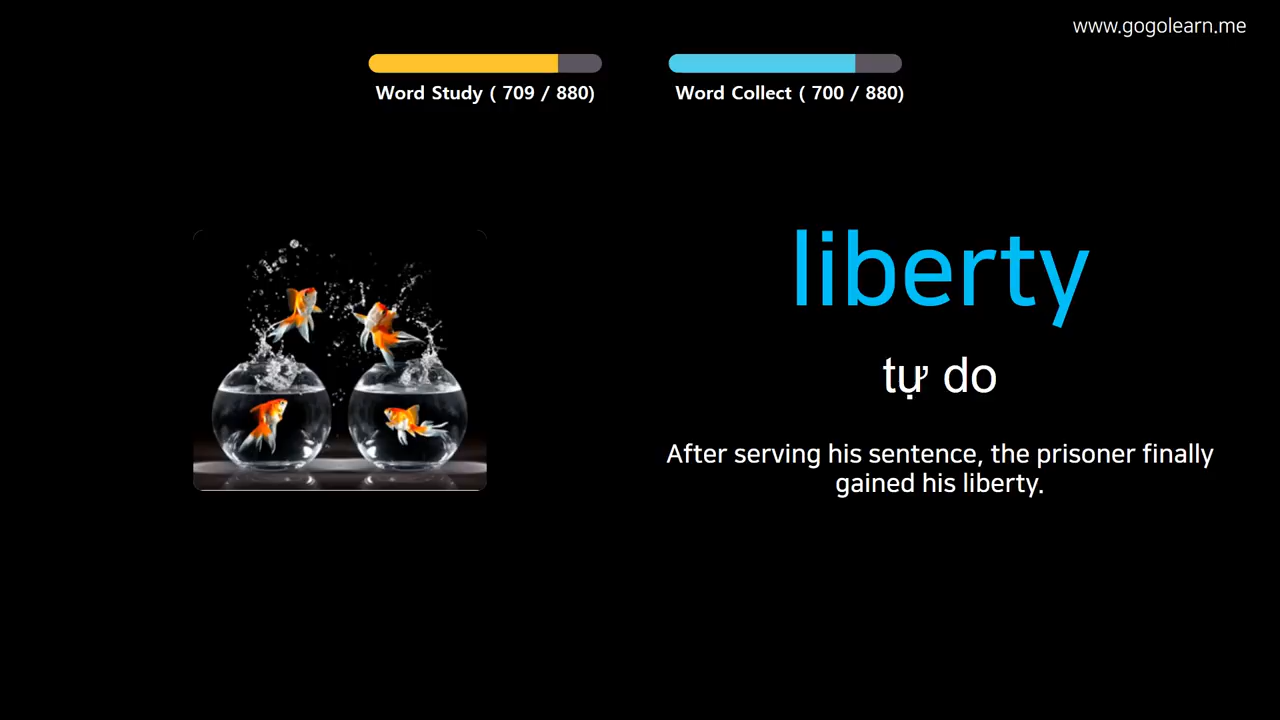 www.gogolearn.me
Word Study ( 709 / 880)
Word Collect ( 700 / 880)
liberty
tự do
After serving his sentence, the prisoner finally
gained his liberty.